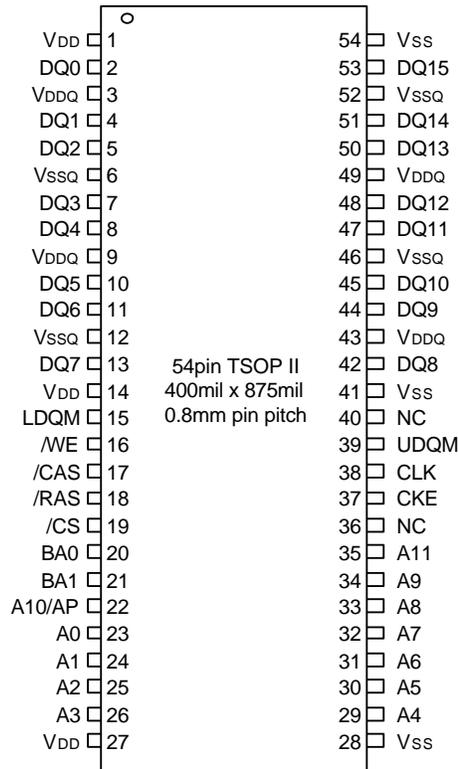 VDD 1 54 VSS
DQ0 2 53 DQ15
VDDQ 3 52 VSSQ
DQ1 4 51 DQ14
DQ2 5 50 DQ13
VSSQ 6 49 VDDQ
DQ3 7 48 DQ12
DQ4 8 47 DQ11
VDDQ 9 46 VSSQ
DQ5 10 45 DQ10
DQ6 11 44 DQ9
VSSQ 12 43 VDDQ
DQ7 13 54pin TSOP II 42 DQ8
VDD 14 400mil x 875mil 41 VSS
LDQM 15 0.8mm pin pitch 40 NC
/WE 16 39 UDQM
/CAS 17 38 CLK
/RAS 18 37 CKE
/CS 19 36 NC
BA0 20 35 A11
BA1 21 34 A9
A10/AP 22 33 A8
A0 23 32 A7
A1 24 31 A6
A2 25 30 A5
A3 26 29 A4
VDD 27 28 VSS